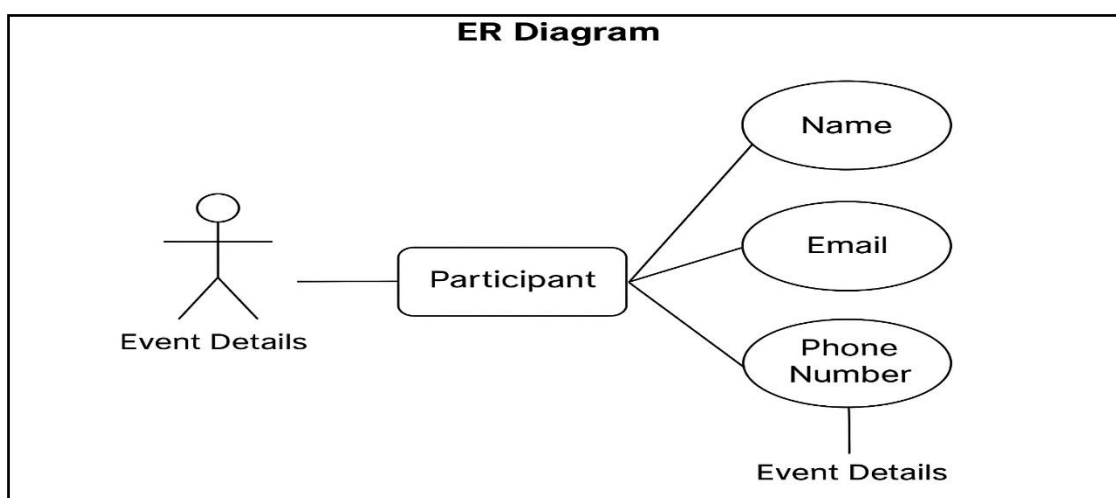 ER Diagram
Name
Email
Participant
Event Details
Phone
Number
Event Details